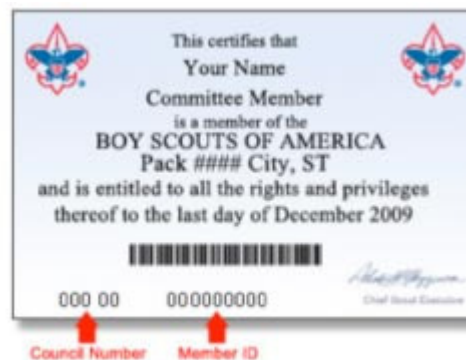 This certifies that
Your Name
Committee Member
is a member of the
BOY SCOUTS OF AMERICA
Pack #### City, ST
and is entitled to all the rights and privileges
thereof to the last day of December 2009
000 00 000000000
Chief Scout Executive
Council Number Member ID